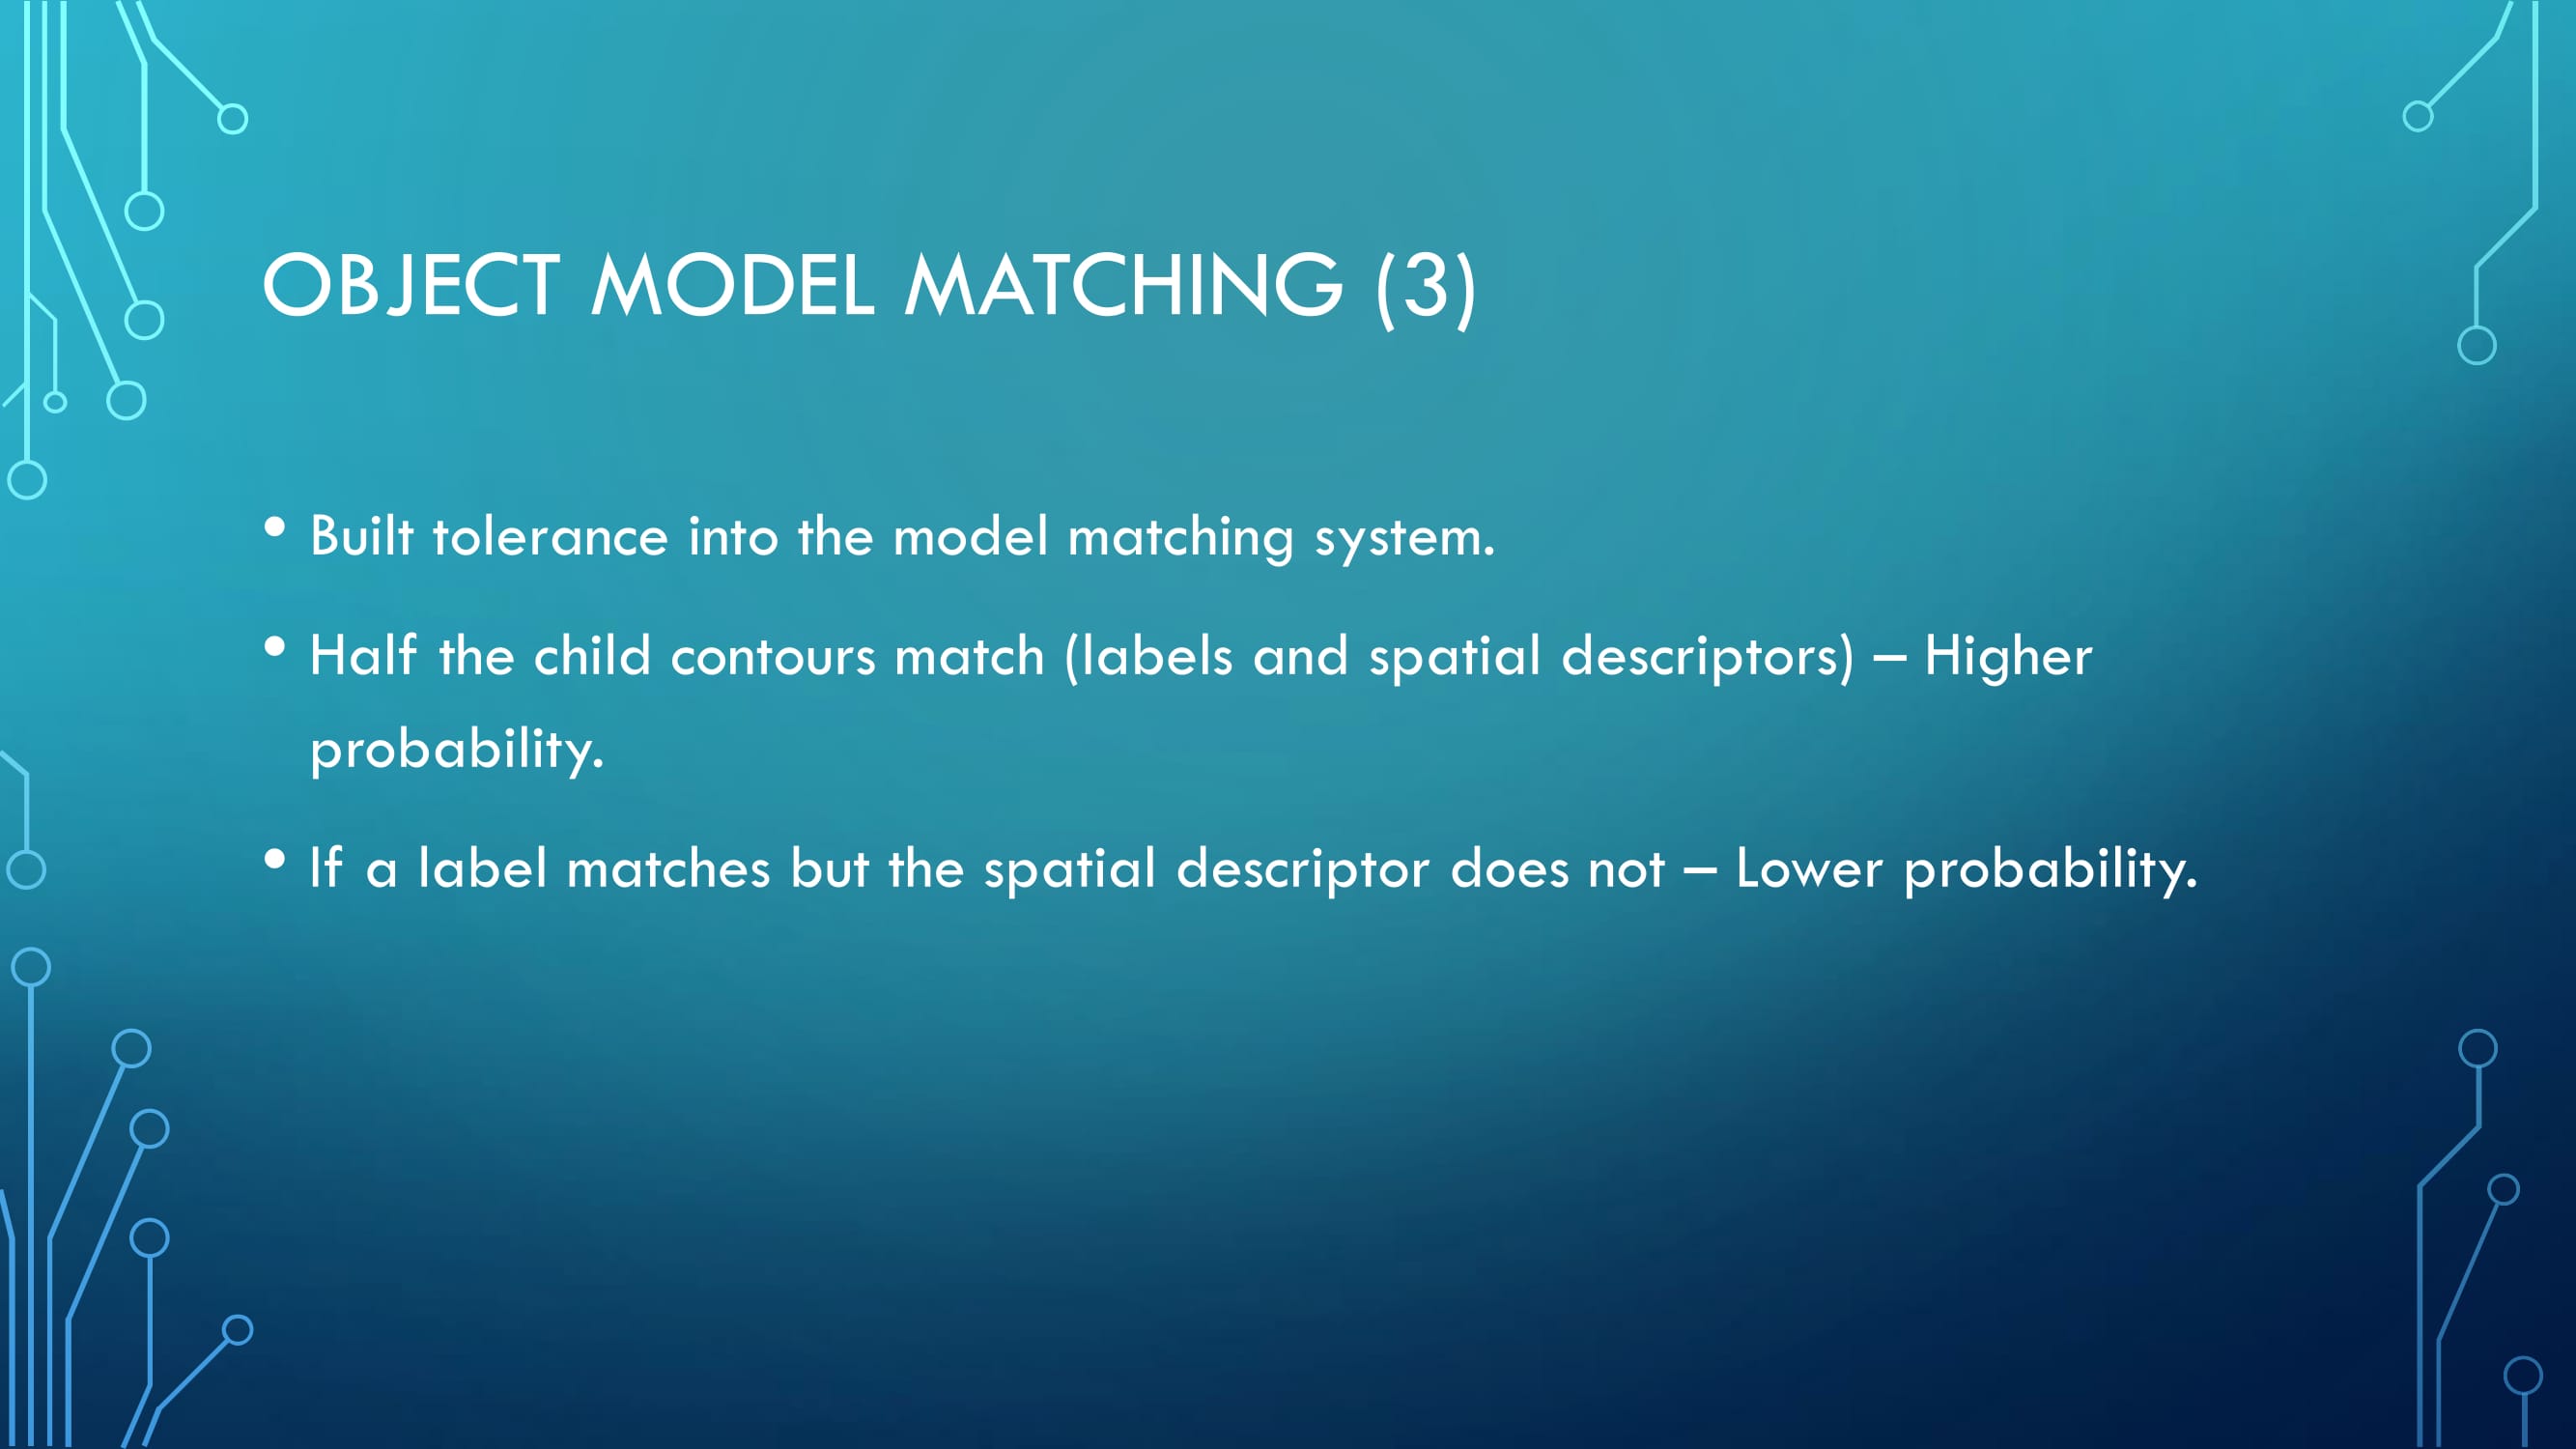 OBJECT MODEL MATCHING (3)
• Built tolerance into the model matching system.
• Half the child contours match (labels and spatial descriptors) – Higher
probability.
• If a label matches but the spatial descriptor does not – Lower probability.